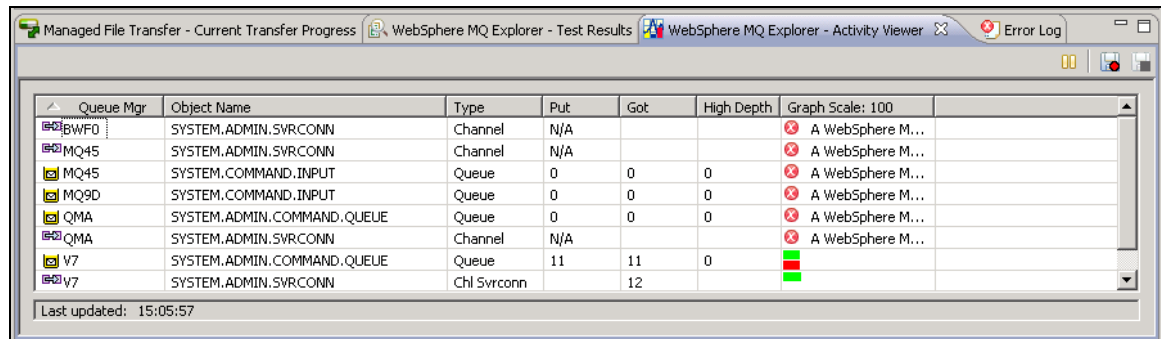 Managed File Transfer - Current Transfer Progress WebSphere MQ Explorer - Test Results WebSphere MQ Explorer - Activity Viewer Error Log
Queue Mgr Object Name Type Put Got High Depth Graph Scale: 100
BWF0 SYSTEM.ADMIN.SVRCONN Channel N/A A WebSphere M...
MQ45 SYSTEM.ADMIN.SVRCONN Channel N/A A WebSphere M...
MQ45 SYSTEM.COMMAND.INPUT Queue 0 0 0 A WebSphere M...
MQ9D SYSTEM.COMMAND.INPUT Queue 0 0 0 A WebSphere M...
QMA SYSTEM.ADMIN.COMMAND.QUEUE Queue 0 0 0 A WebSphere M...
QMA SYSTEM.ADMIN.SVRCONN Channel N/A A WebSphere M...
V7 SYSTEM.ADMIN.COMMAND.QUEUE Queue 11 11 0
V7 SYSTEM.ADMIN.SVRCONN Chl Svrconn 12
Last updated: 15:05:57